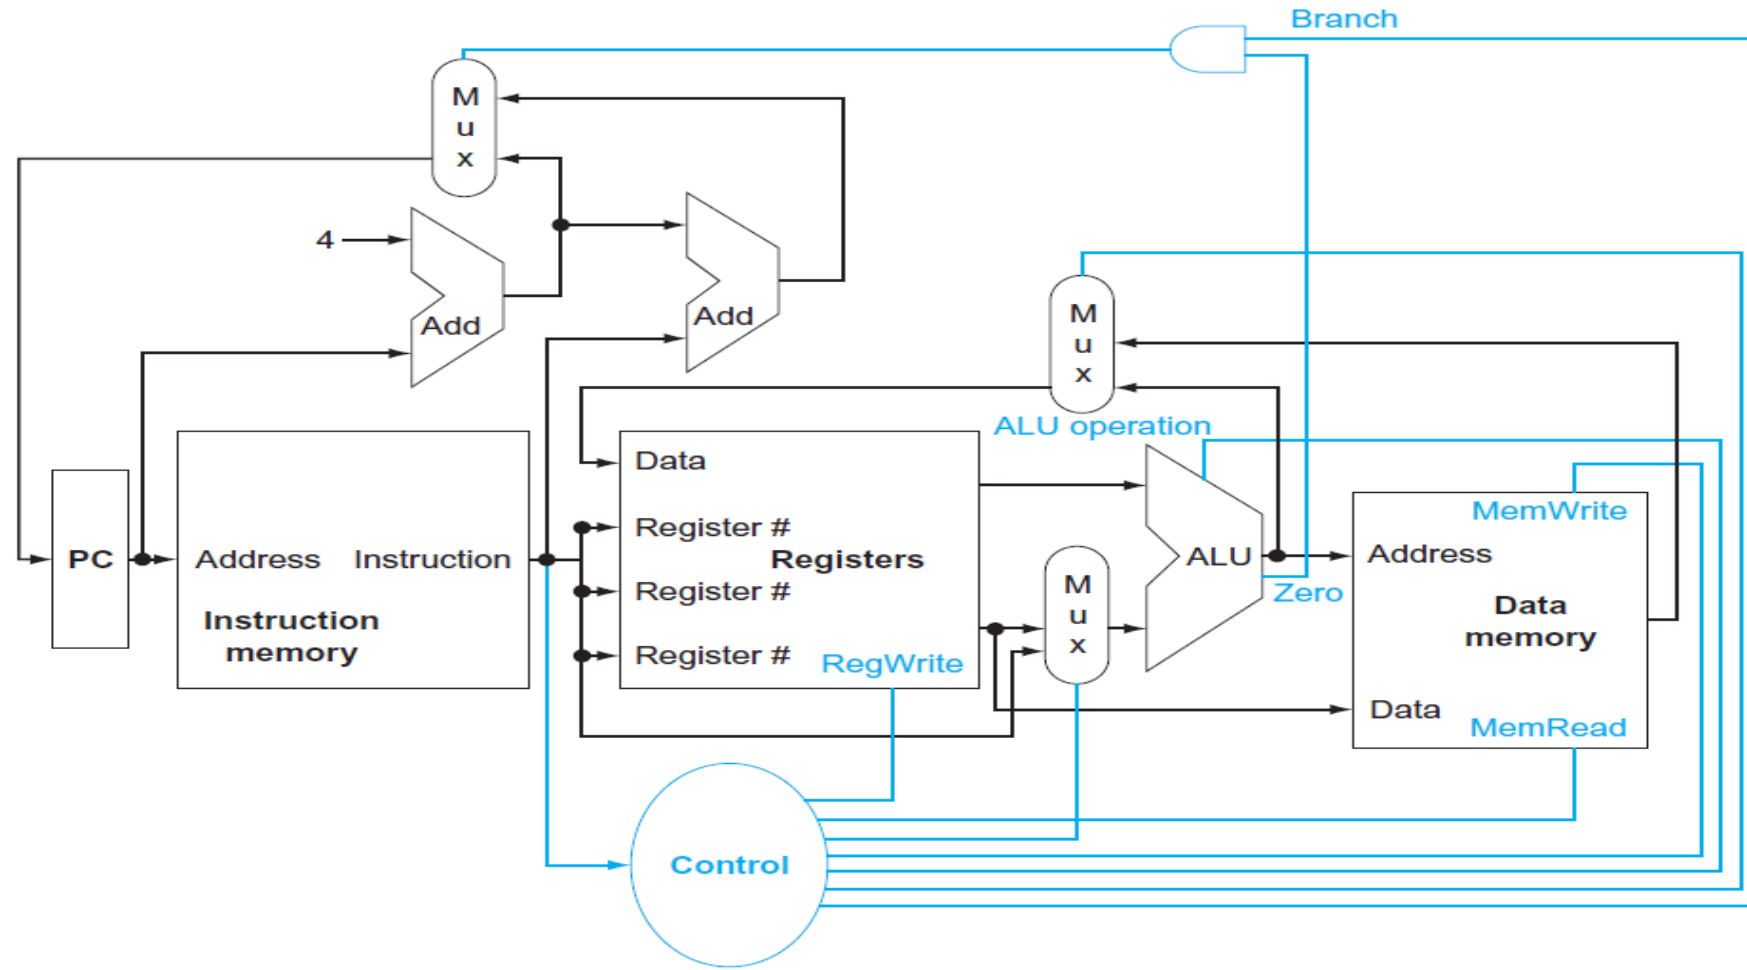 Branch
M
u
x
4
Add
Add
M
u
x
ALU operation
Data
Register #
Registers
Register #
Register #
RegWrite
PC
Address
Instruction
Instruction
memory
M
u
x
ALU
Zero
MemWrite
Address
Data
memory
Data
MemRead
Control